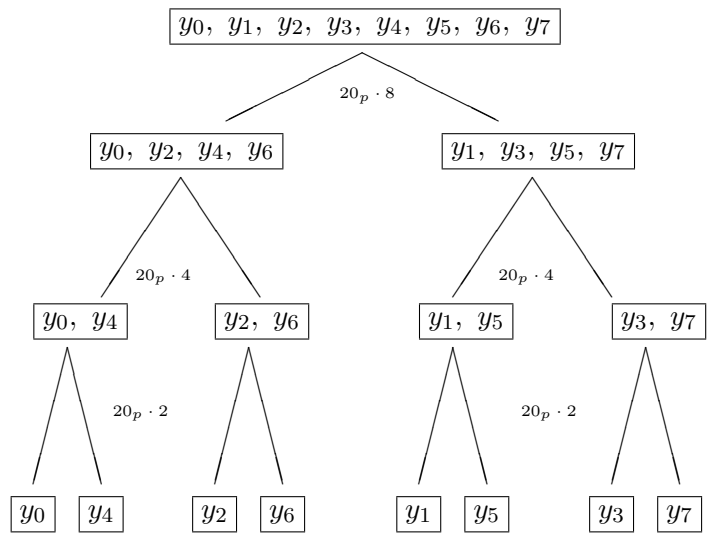 y₀, y₁, y₂, y₃, y₄, y₅, y₆, y₇
20ₚ · 8
y₀, y₂, y₄, y₆ y₁, y₃, y₅, y₇
20ₚ · 4 20ₚ · 4
y₀, y₄ y₂, y₆ y₁, y₅ y₃, y₇
20ₚ · 2 20ₚ · 2
y₀ y₄ y₂ y₆ y₁ y₅ y₃ y₇